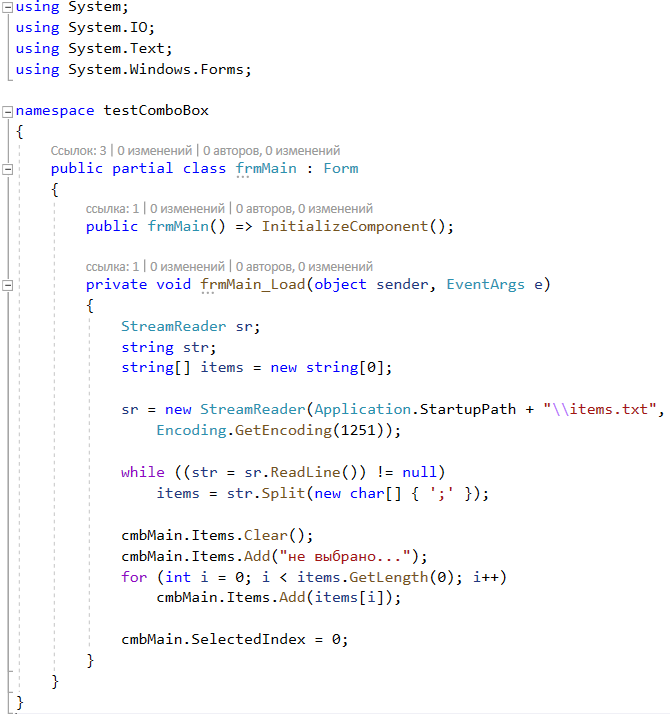 using System;
using System.IO;
using System.Text;
using System.Windows.Forms;
namespace testComboBox
{
Ссылок: 3 | 0 изменений | 0 авторов, 0 изменений
public partial class frmMain : Form
{
ссылка: 1 | 0 изменений | 0 авторов, 0 изменений
public frmMain() => InitializeComponent();
ссылка: 1 | 0 изменений | 0 авторов, 0 изменений
private void frmMain_Load(object sender, EventArgs e)
{
StreamReader sr;
string str;
string[] items = new string[0];
sr = new StreamReader(Application.StartupPath + "\\items.txt",
Encoding.GetEncoding(1251));
while ((str = sr.ReadLine()) != null)
items = str.Split(new char[] { ';' });
cmbMain.Items.Clear();
cmbMain.Items.Add("не выбрано...");
for (int i = 0; i < items.GetLength(0); i++)
cmbMain.Items.Add(items[i]);
cmbMain.SelectedIndex = 0;
}
}
}